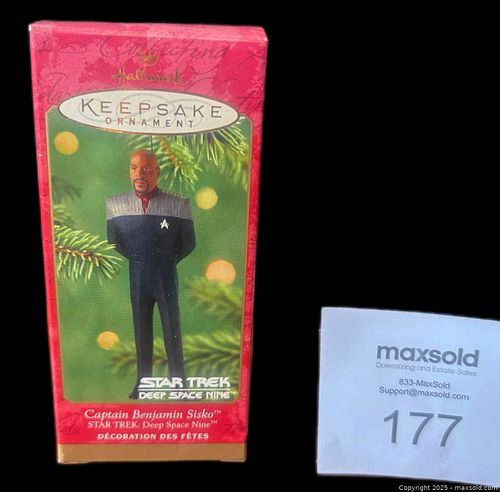 Hallmark
KEEPSAKE
ORNAMENT
STAR TREK
DEEP SPACE NINE™
Captain Benjamin Sisko™
STAR TREK: Deep Space Nine™
DÉCORATION DES FÊTES
maxsold
Downsizing and Estate Sales
833-MaxSold
Support@maxsold.com
177
Copyright © 2025 - maxsold.com